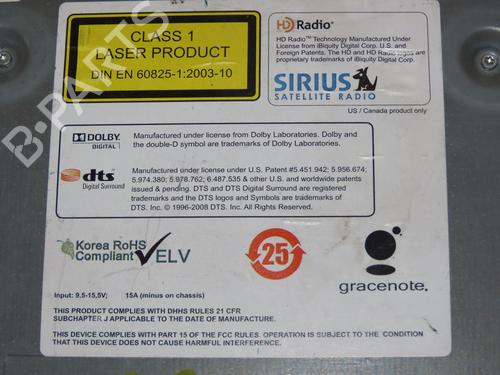 CLASS 1
LASER PRODUCT
DIN EN 60825-1:2003-10
HD Radio™
HD Radio™ Technology Manufactured Under
License from iBiquity Digital Corp. U.S. and
Foreign Patents. The HD and HD Radio logos are
proprietary trademarks of iBiquity Digital Corp.
SIRIUS
SATELLITE RADIO
US / Canada product only
DOLBY
DIGITAL
Manufactured under license from Dolby Laboratories. Dolby and
the double-D symbol are trademarks of Dolby Laboratories.
dts
Digital Surround
Manufactured under license under U.S. Patent #5.451.942; 5.956.674;
5.974.380; 5.978.762; 6.487.535 & other U.S. and worldwide patents
issued & pending. DTS and DTS Digital Surround are registered
trademarks and the DTS logos and Symbols are Trademarks of
DTS. Inc. © 1996-2008 DTS. Inc. All Rights Reserved.
Korea RoHS
Compliant
ELV
25
gracenote.
Input: 9,5-15,5V; 15A (minus on chassis)
THIS PRODUCT COMPLIES WITH DHHS RULES 21 CFR
SUBCHAPTER J APPLICABLE TO THE DATE OF MANUFACTURE.
THIS DEVICE COMPLIES WITH PART 15 OF THE FCC RULES. OPERATION IS SUBJECT TO THE CONDITION
THAT THIS DEVICE DOES NOT CAUSE HARMFUL INTERFERENCE.
B-PARTS